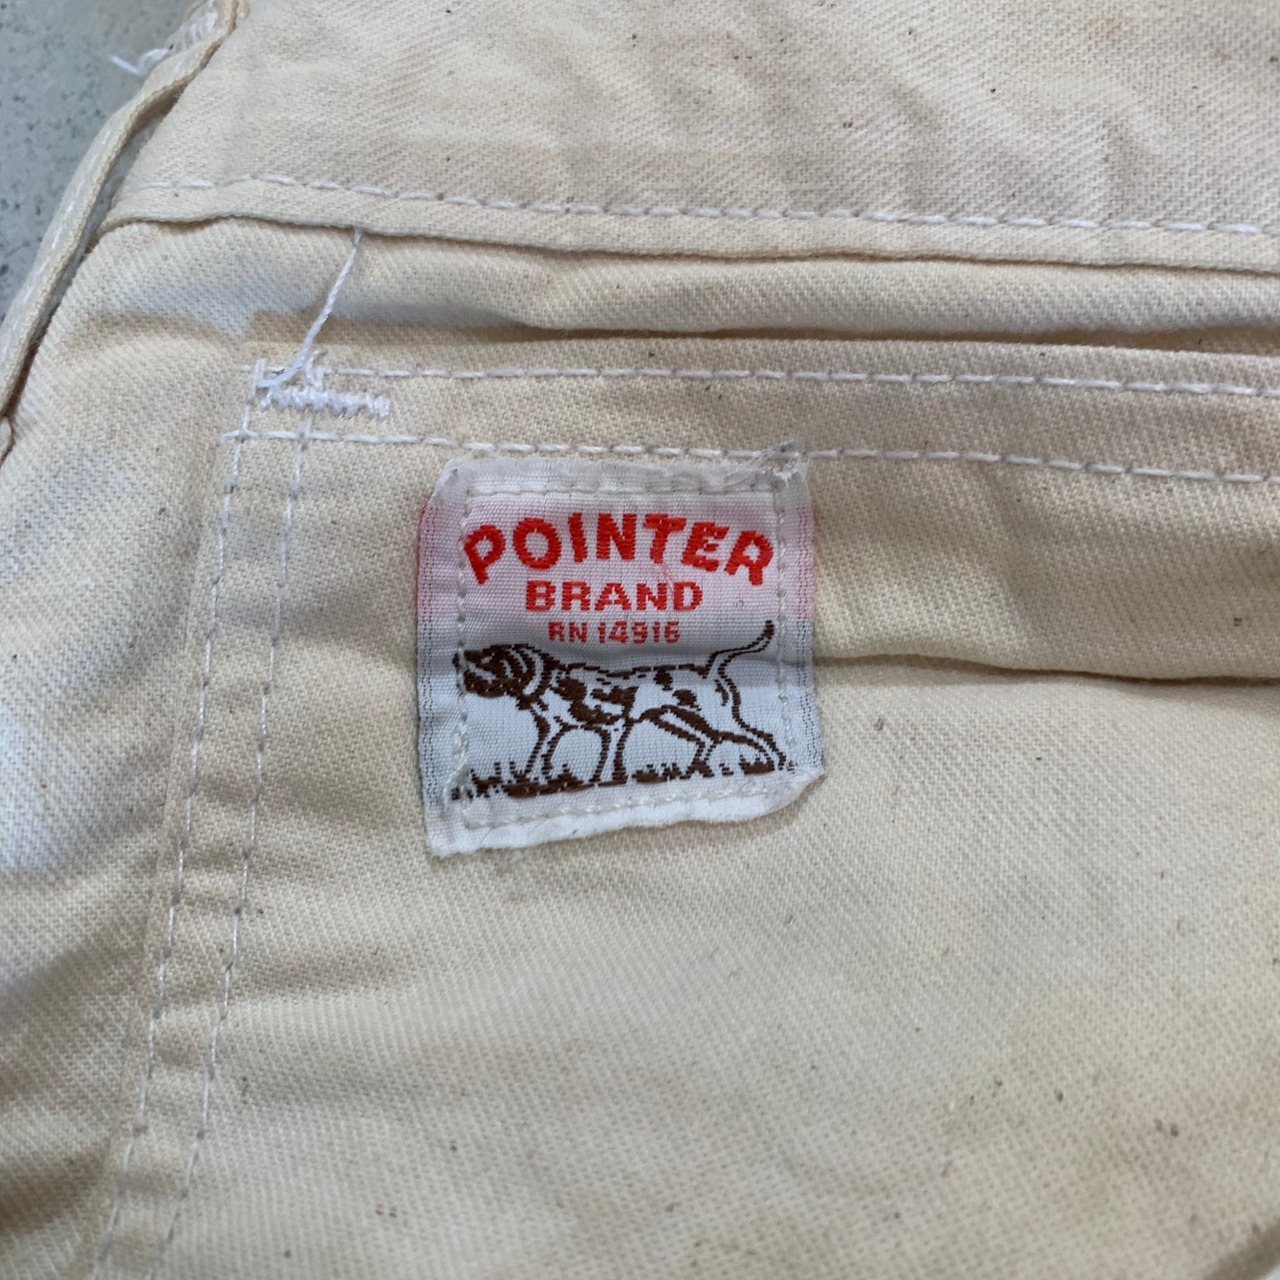 POINTER
BRAND
RN 14916